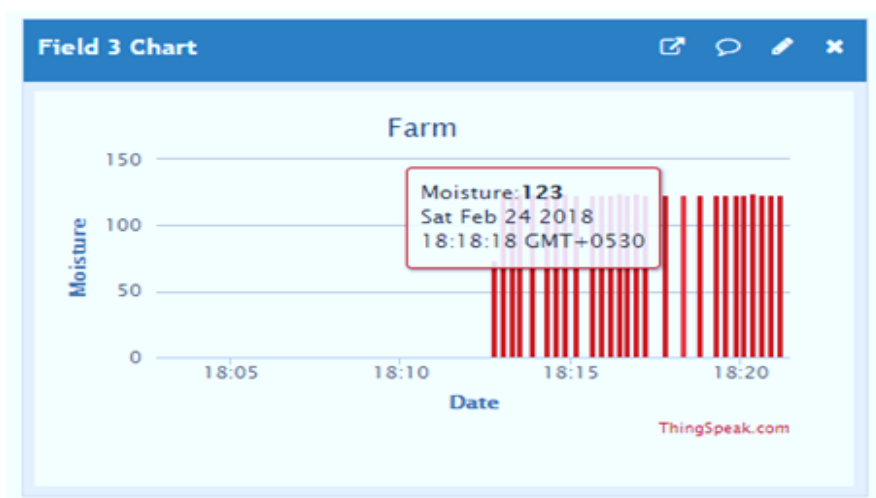 Field 3 Chart
Farm
150
100
50
0
Moisture
Moisture:123
Sat Feb 24 2018
18:18:18 GMT+0530
18:05
18:10
18:15
18:20
Date
ThingSpeak.com